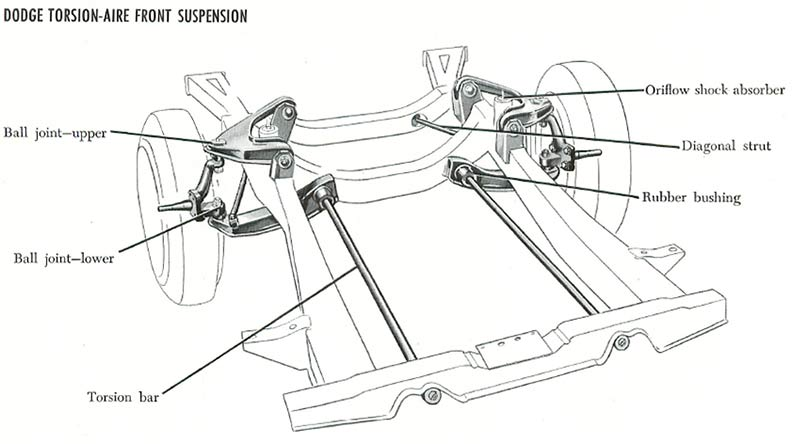 DODGE TORSION-AIRE FRONT SUSPENSION
Oriflow shock absorber
Ball joint—upper
Diagonal strut
Rubber bushing
Ball joint—lower
Torsion bar